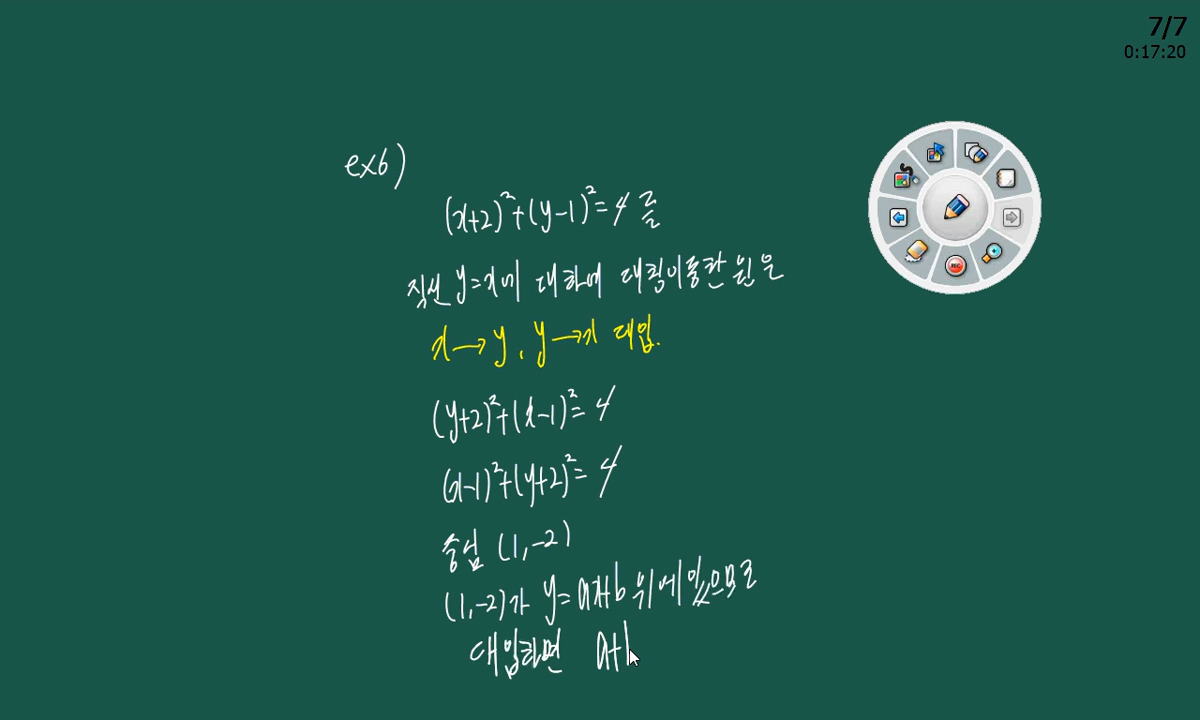 7/7
0:17:20
ex6)
(x+2)²+(y-1)²=4 를
직선 y=x에 대하여 대칭이동한 원은
x→y, y→x 대입.
(y+2)²+(x-1)²=4
(x-1)²+(y+2)²=4
중심 (1,-2)
(1,-2)가 y=ax+b 위에 있으므로
대입하면 a+b
REC